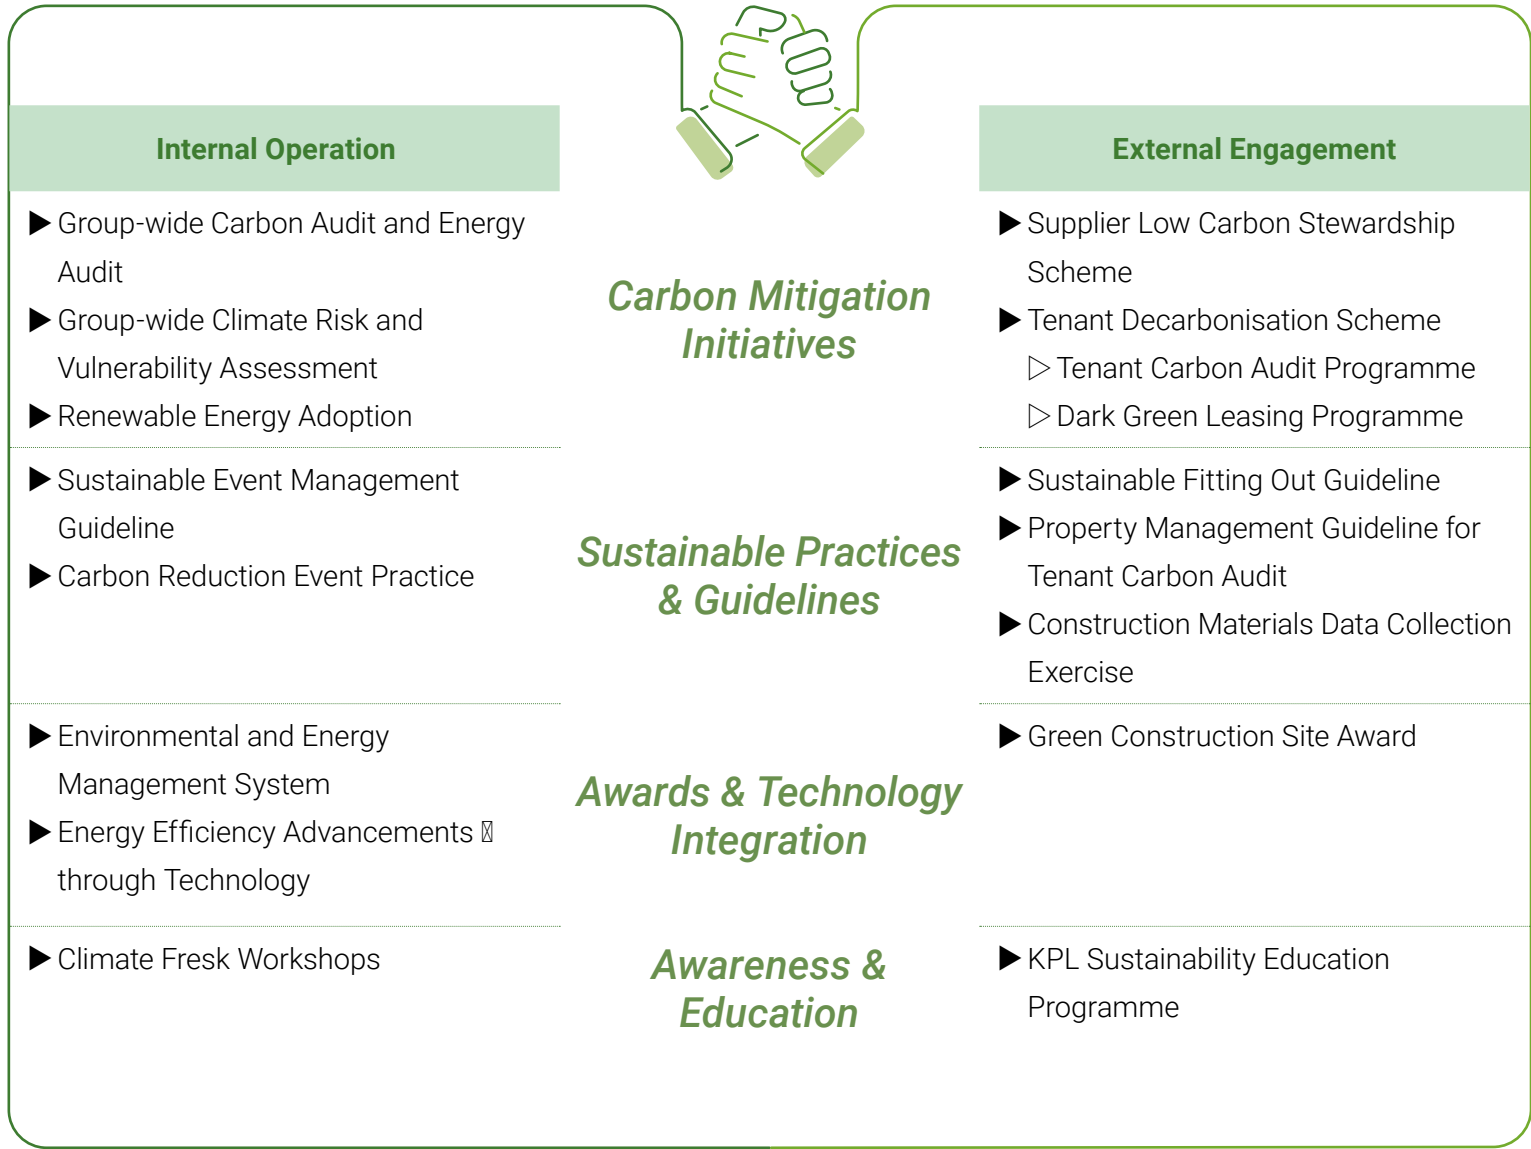 Internal Operation
External Engagement
▶ Group-wide Carbon Audit and Energy
Audit
▶ Group-wide Climate Risk and
Vulnerability Assessment
▶ Renewable Energy Adoption
Carbon Mitigation
Initiatives
▶ Supplier Low Carbon Stewardship
Scheme
▶ Tenant Decarbonisation Scheme
▷ Tenant Carbon Audit Programme
▷ Dark Green Leasing Programme
▶ Sustainable Event Management
Guideline
▶ Carbon Reduction Event Practice
Sustainable Practices
& Guidelines
▶ Sustainable Fitting Out Guideline
▶ Property Management Guideline for
Tenant Carbon Audit
▶ Construction Materials Data Collection
Exercise
▶ Environmental and Energy
Management System
▶ Energy Efficiency Advancements
through Technology
Awards & Technology
Integration
▶ Green Construction Site Award
▶ Climate Fresk Workshops
Awareness &
Education
▶ KPL Sustainability Education
Programme